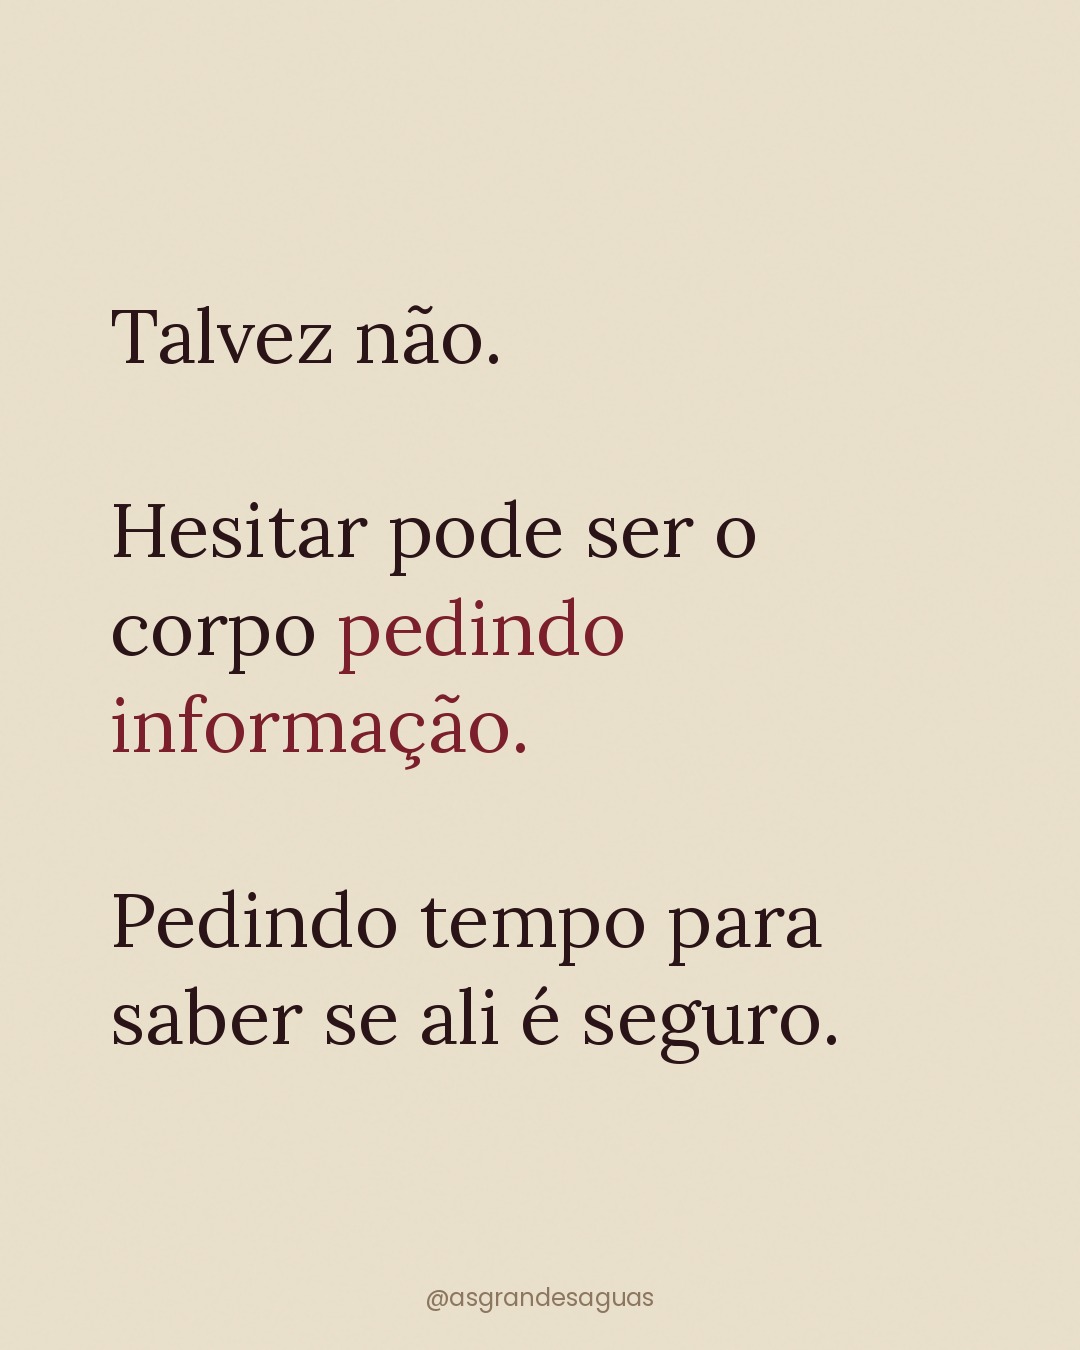 Talvez não.
Hesitar pode ser o
corpo pedindo
informação.
Pedindo tempo para
saber se ali é seguro.
@asgrandesaguas